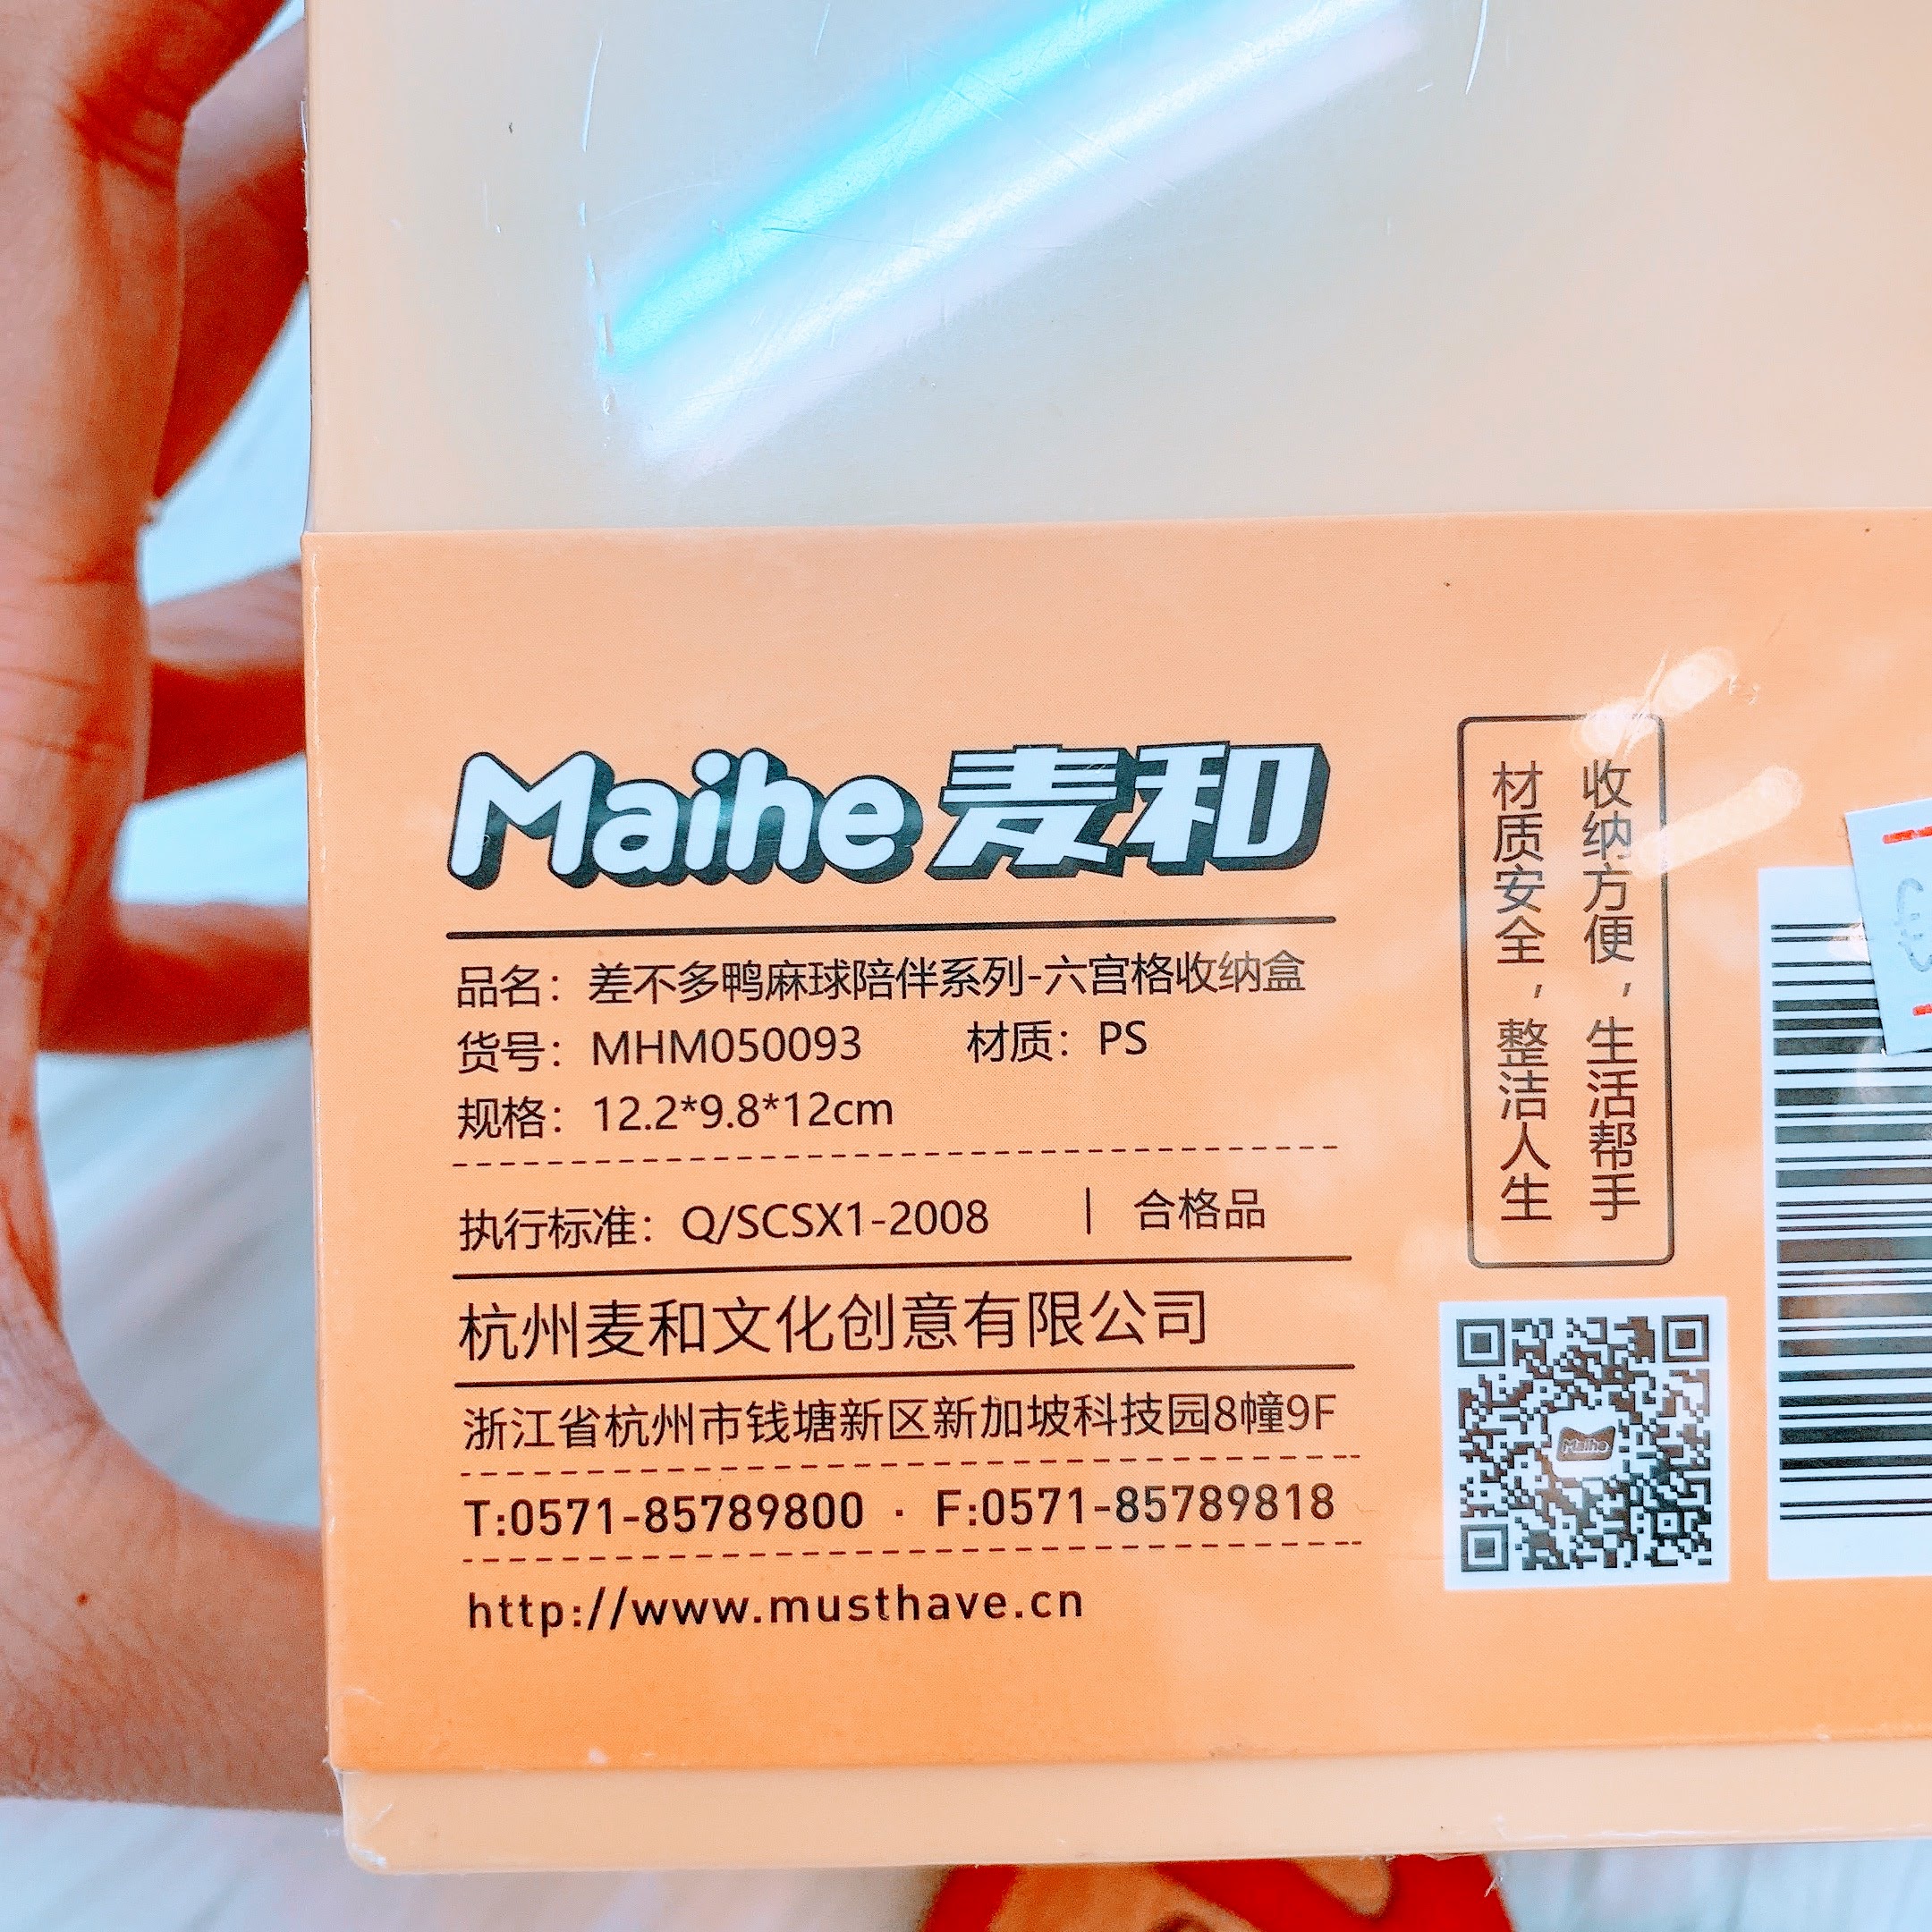 Maihe 麦和
品名：差不多鸭麻球陪伴系列-六宫格收纳盒
货号：MHM050093 材质：PS
规格：12.2*9.8*12cm
执行标准：Q/SCSX1-2008 | 合格品
杭州麦和文化创意有限公司
浙江省杭州市钱塘新区新加坡科技园8幢9F
T:0571-85789800 · F:0571-85789818
http://www.musthave.cn
收纳方便，生活帮手
材质安全，整洁人生
Maihe